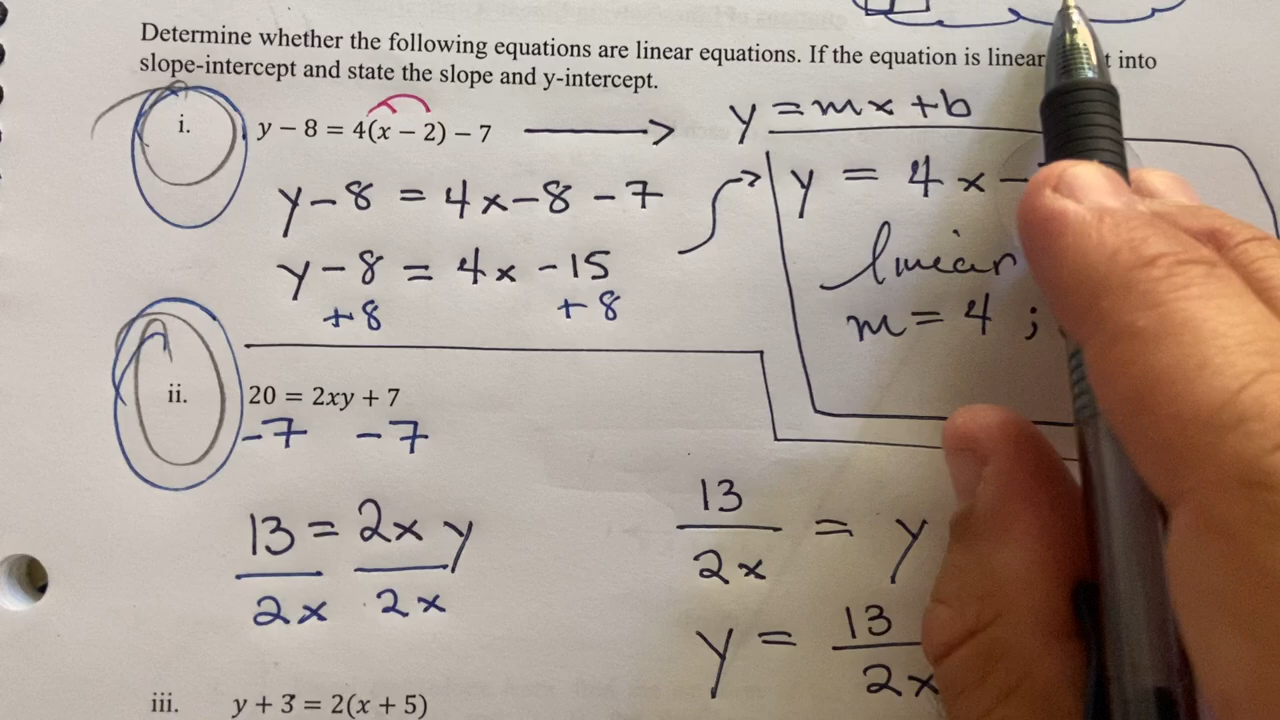 Determine whether the following equations are linear equations. If the equation is linear into
slope-intercept and state the slope and y-intercept.
i. y − 8 = 4(x − 2) − 7 → y = mx + b
y − 8 = 4x − 8 − 7
y − 8 = 4x − 15
+8 +8
y = 4x −
linear
m = 4 ;
ii. 20 = 2xy + 7
−7 −7
13 = 2xy
2x 2x
13/2x = y
y = 13/2x
iii. y + 3 = 2(x + 5)